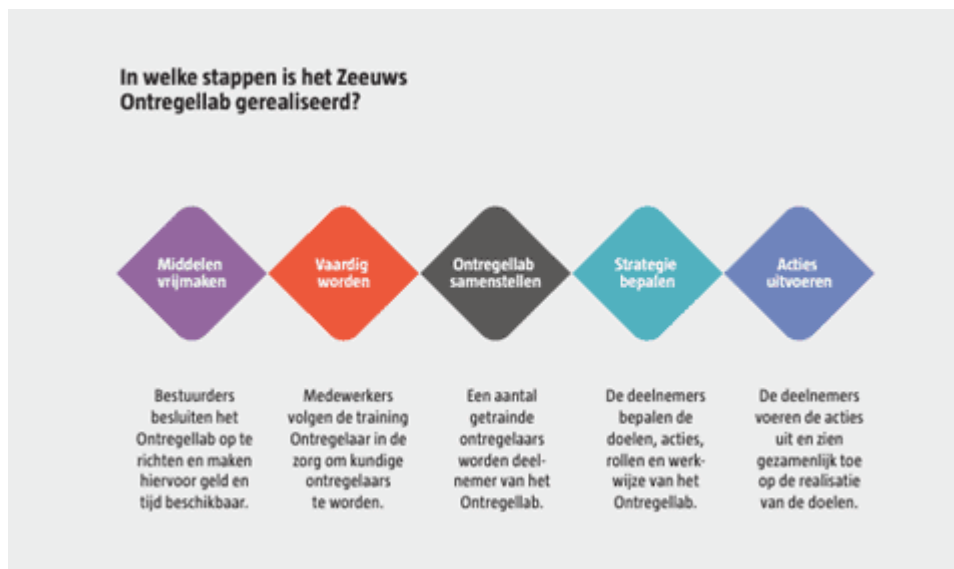 In welke stappen is het Zeeuws
Ontregellab gerealiseerd?
Middelen
vrijmaken
Vaardig
worden
Ontregellab
samenstellen
Strategie
bepalen
Acties
uitvoeren
Bestuurders
besluiten het
Ontregellab op te
richten en maken
hiervoor geld en
tijd beschikbaar.
Medewerkers
volgen de training
Ontregelaar in de
zorg om kundige
ontregelaars
te worden.
Een aantal
getrainde
ontregelaars
worden deel-
nemer van het
Ontregellab.
De deelnemers
bepalen de
doelen, acties,
rollen en werk-
wijze van het
Ontregellab.
De deelnemers
voeren de acties
uit en zien
gezamenlijk toe
op de realisatie
van de doelen.